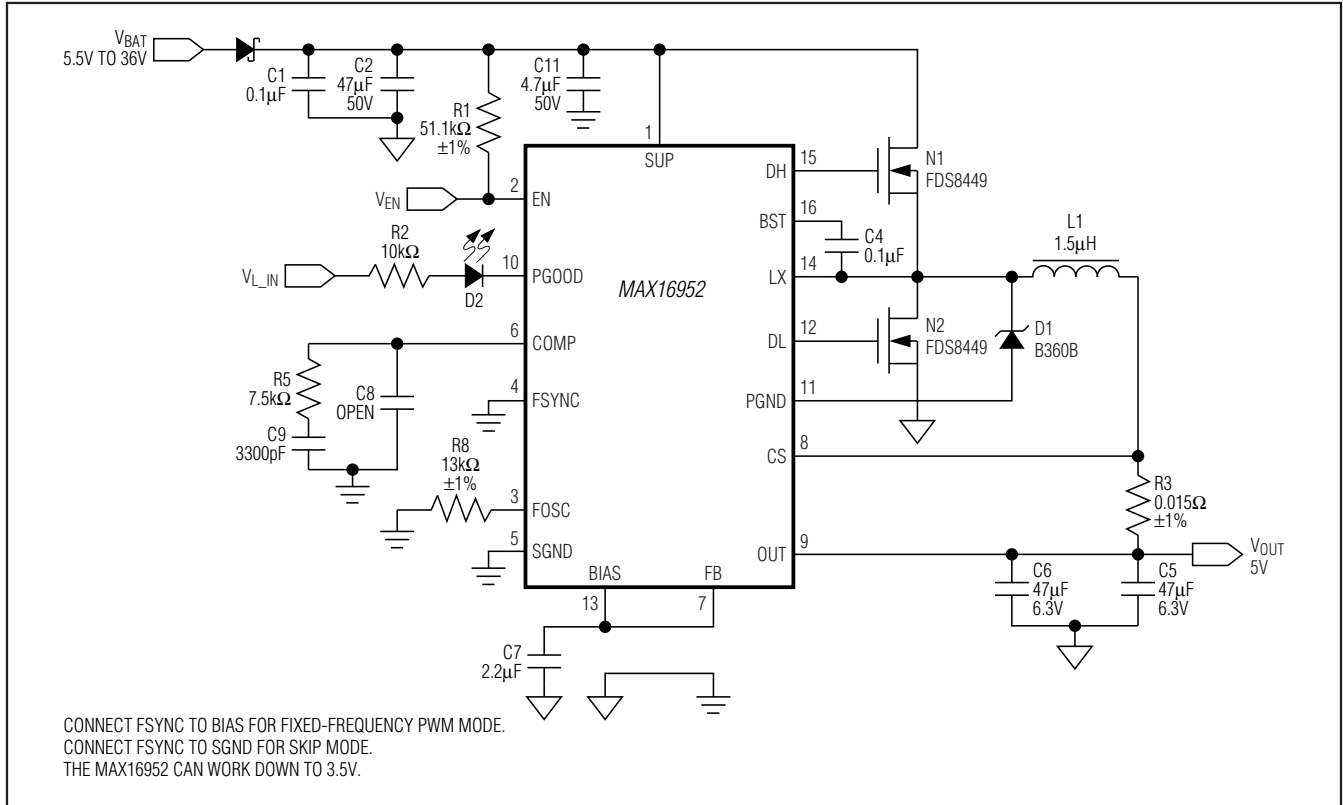 VBAT
5.5V TO 36V
C1
0.1µF
C2
47µF
50V
R1
51.1kΩ
±1%
C11
4.7µF
50V
1
SUP
VEN
2
EN
R2
10kΩ
VL_IN
D2
10
PGOOD
MAX16952
6
COMP
R5
7.5kΩ
C8
OPEN
C9
3300pF
4
FSYNC
R8
13kΩ
±1%
3
FOSC
5
SGND
BIAS
13
FB
7
C7
2.2µF
DH
15
N1
FDS8449
BST
16
C4
0.1µF
LX
14
L1
1.5µH
DL
12
N2
FDS8449
D1
B360B
PGND
11
CS
8
R3
0.015Ω
±1%
OUT
9
VOUT
5V
C6
47µF
6.3V
C5
47µF
6.3V
CONNECT FSYNC TO BIAS FOR FIXED-FREQUENCY PWM MODE.
CONNECT FSYNC TO SGND FOR SKIP MODE.
THE MAX16952 CAN WORK DOWN TO 3.5V.